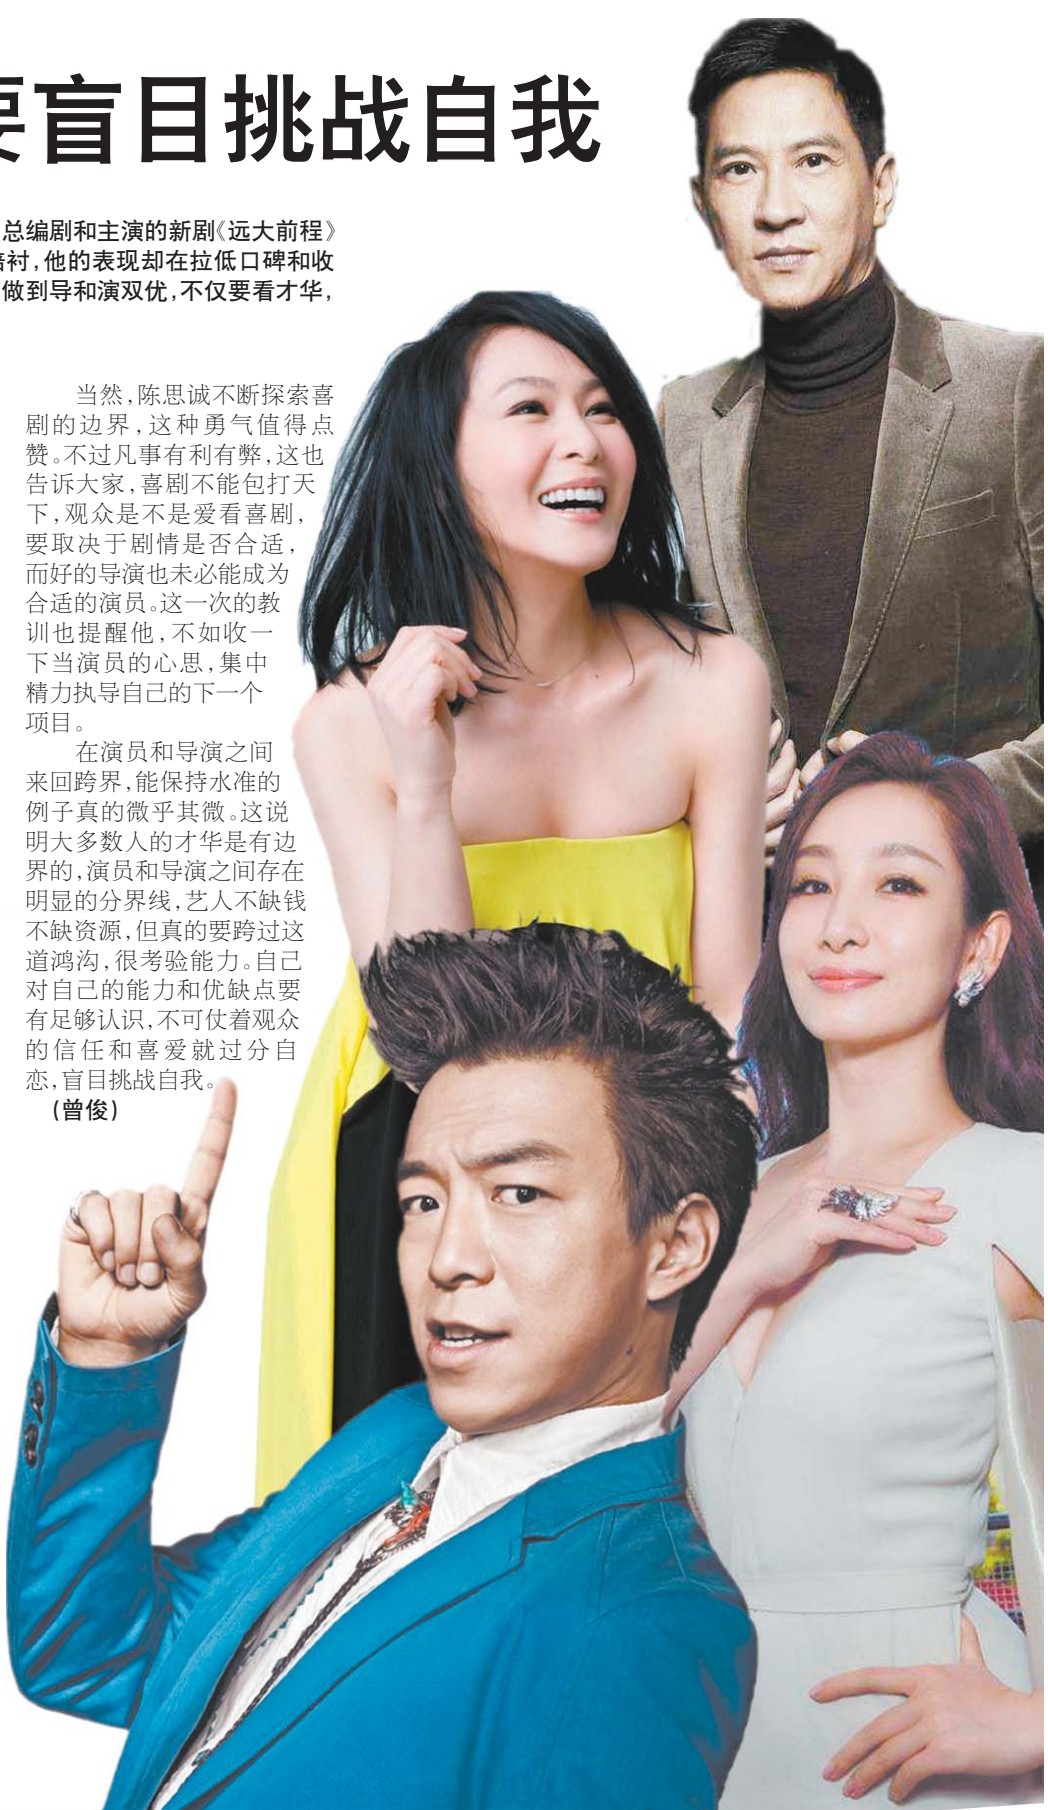 要盲目挑战自我
总编剧和主演的新剧《远大前程》
衬,他的表现却在拉低口碑和收
做到导和演双优,不仅要看才华,
当然,陈思诚不断探索喜
剧的边界,这种勇气值得点
赞。不过凡事有利有弊,这也
告诉大家,喜剧不能包打天
下,观众是不是爱看喜剧,
要取决于剧情是否合适,
而好的导演也未必能成为
合适的演员。这一次的教
训也提醒他,不如收一
下当演员的心思,集中
精力执导自己的下一个
项目。
在演员和导演之间
来回跨界,能保持水准的
例子真的微乎其微。这说
明大多数人的才华是有边
界的,演员和导演之间存在
明显的分界线,艺人不缺钱
不缺资源,但真的要跨过这
道鸿沟,很考验能力。自己
对自己的能力和优缺点要
有足够认识,不可仗着观众
的信任和喜爱就过分自
恋,盲目挑战自我。
(曾俊)